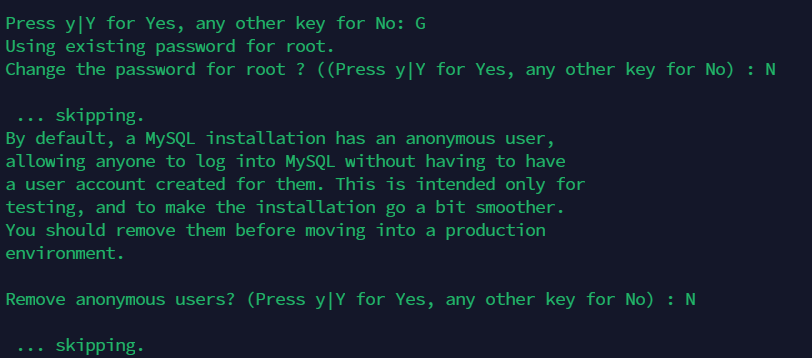 Press y|Y for Yes, any other key for No: G
Using existing password for root.
Change the password for root ? ((Press y|Y for Yes, any other key for No) : N
... skipping.
By default, a MySQL installation has an anonymous user,
allowing anyone to log into MySQL without having to have
a user account created for them. This is intended only for
testing, and to make the installation go a bit smoother.
You should remove them before moving into a production
environment.
Remove anonymous users? (Press y|Y for Yes, any other key for No) : N
... skipping.